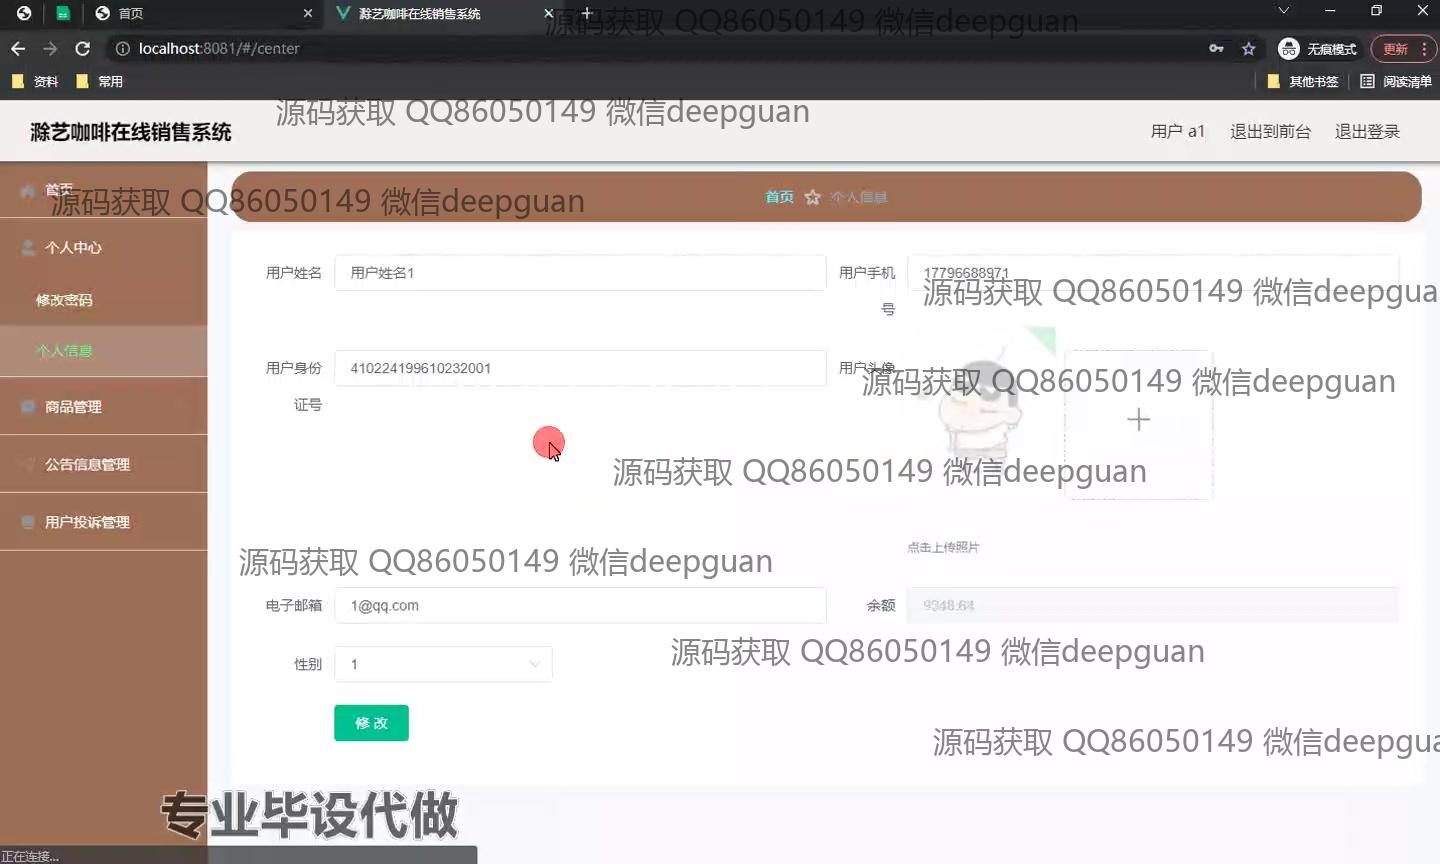 首页
滁艺咖啡在线销售系统
源码获取 QQ86050149 微信deepguan
localhost:8081/#/center
无痕模式
更新
资料
常用
其他书签
阅读清单
源码获取 QQ86050149 微信deepguan
滁艺咖啡在线销售系统
用户 a1
退出到前台
退出登录
首页
源码获取 QQ86050149 微信deepguan
首页
个人信息
个人中心
修改密码
个人信息
商品管理
公告信息管理
用户投诉管理
用户姓名
用户姓名1
用户手机号
17796688971
源码获取 QQ86050149 微信deepgua
用户身份证号
410224199610232001
用户头像
源码获取 QQ86050149 微信deepguan
源码获取 QQ86050149 微信deepguan
点击上传照片
源码获取 QQ86050149 微信deepguan
电子邮箱
1@qq.com
余额
源码获取 QQ86050149 微信deepguan
性别
1
修改
源码获取 QQ86050149 微信deepgua
专业毕设代做
正在连接...